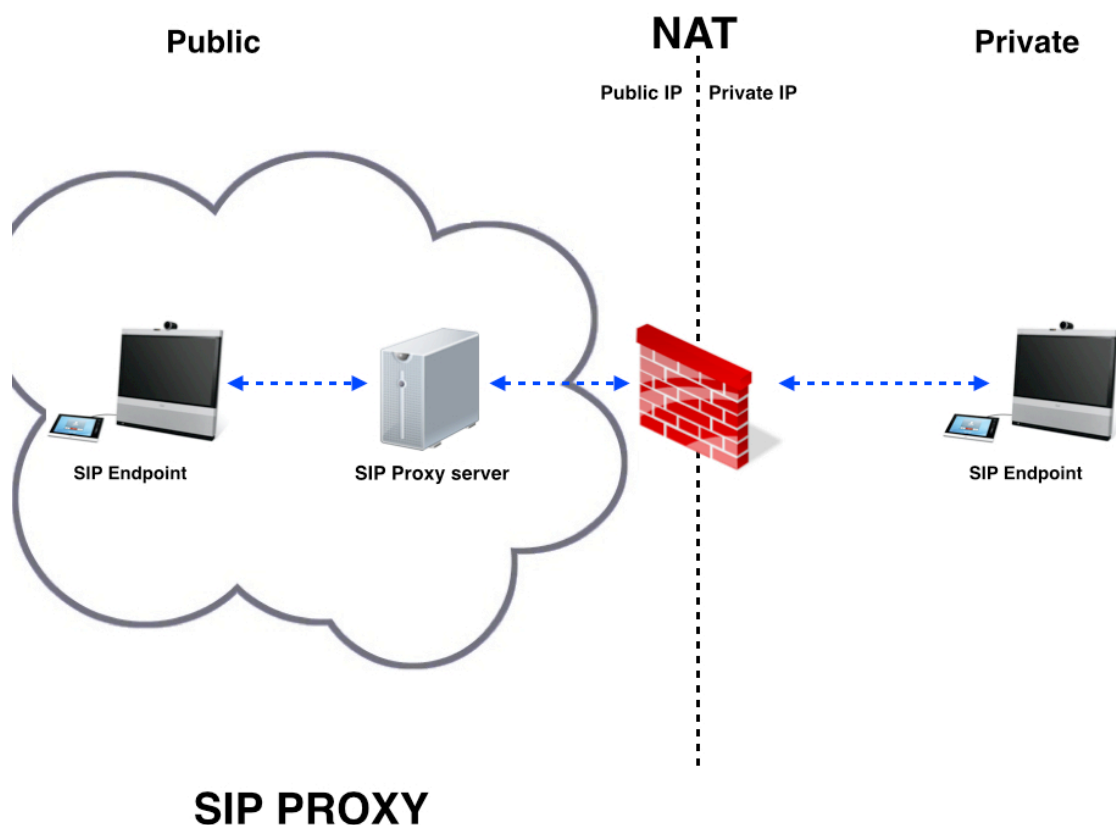 Public
NAT
Private
Public IP
Private IP
SIP Endpoint
SIP Proxy server
SIP Endpoint
SIP PROXY